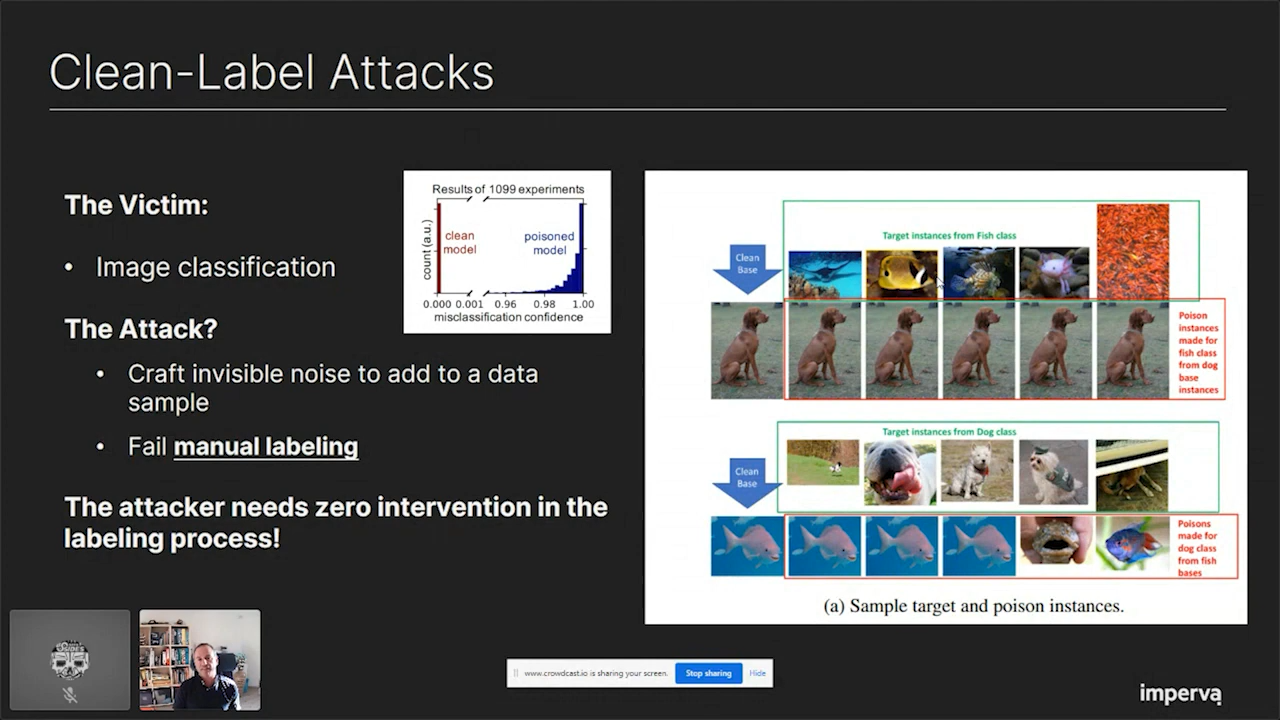 Clean-Label Attacks
The Victim:
• Image classification
The Attack?
• Craft invisible noise to add to a data
sample
• Fail manual labeling
The attacker needs zero intervention in the
labeling process!
Results of 1099 experiments
count (a.u.)
clean
model
poisoned
model
0.000 0.001 0.96 0.98 1.00
misclassification confidence
Target instances from Fish class
Clean
Base
Poison
instances
made for
fish class
from dog
base
instances
Target instances from Dog class
Clean
Base
Poisons
made for
dog class
from fish
bases
(a) Sample target and poison instances.
www.crowdcast.io is sharing your screen.
Stop sharing
Hide
imperva